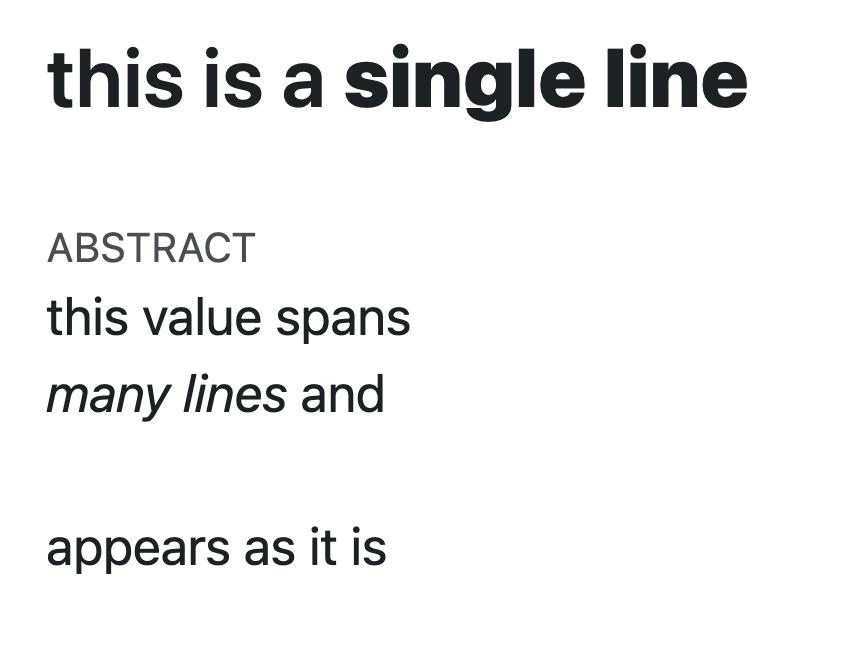 this is a single line
ABSTRACT
this value spans
many lines and
appears as it is